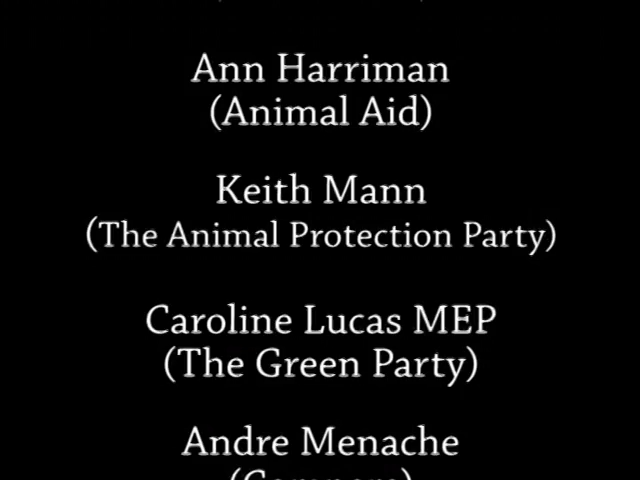 Ann Harriman
(Animal Aid)
Keith Mann
(The Animal Protection Party)
Caroline Lucas MEP
(The Green Party)
Andre Menache